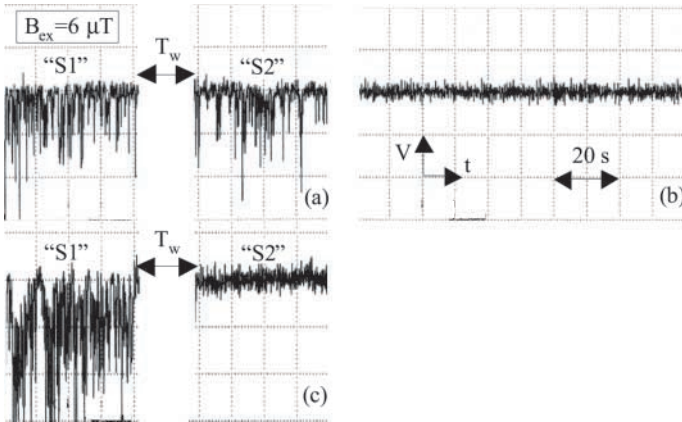 B_ex=6 μT
"S1"
T_w
"S2"
(a)
V
t
20 s
(b)
"S1"
T_w
"S2"
(c)